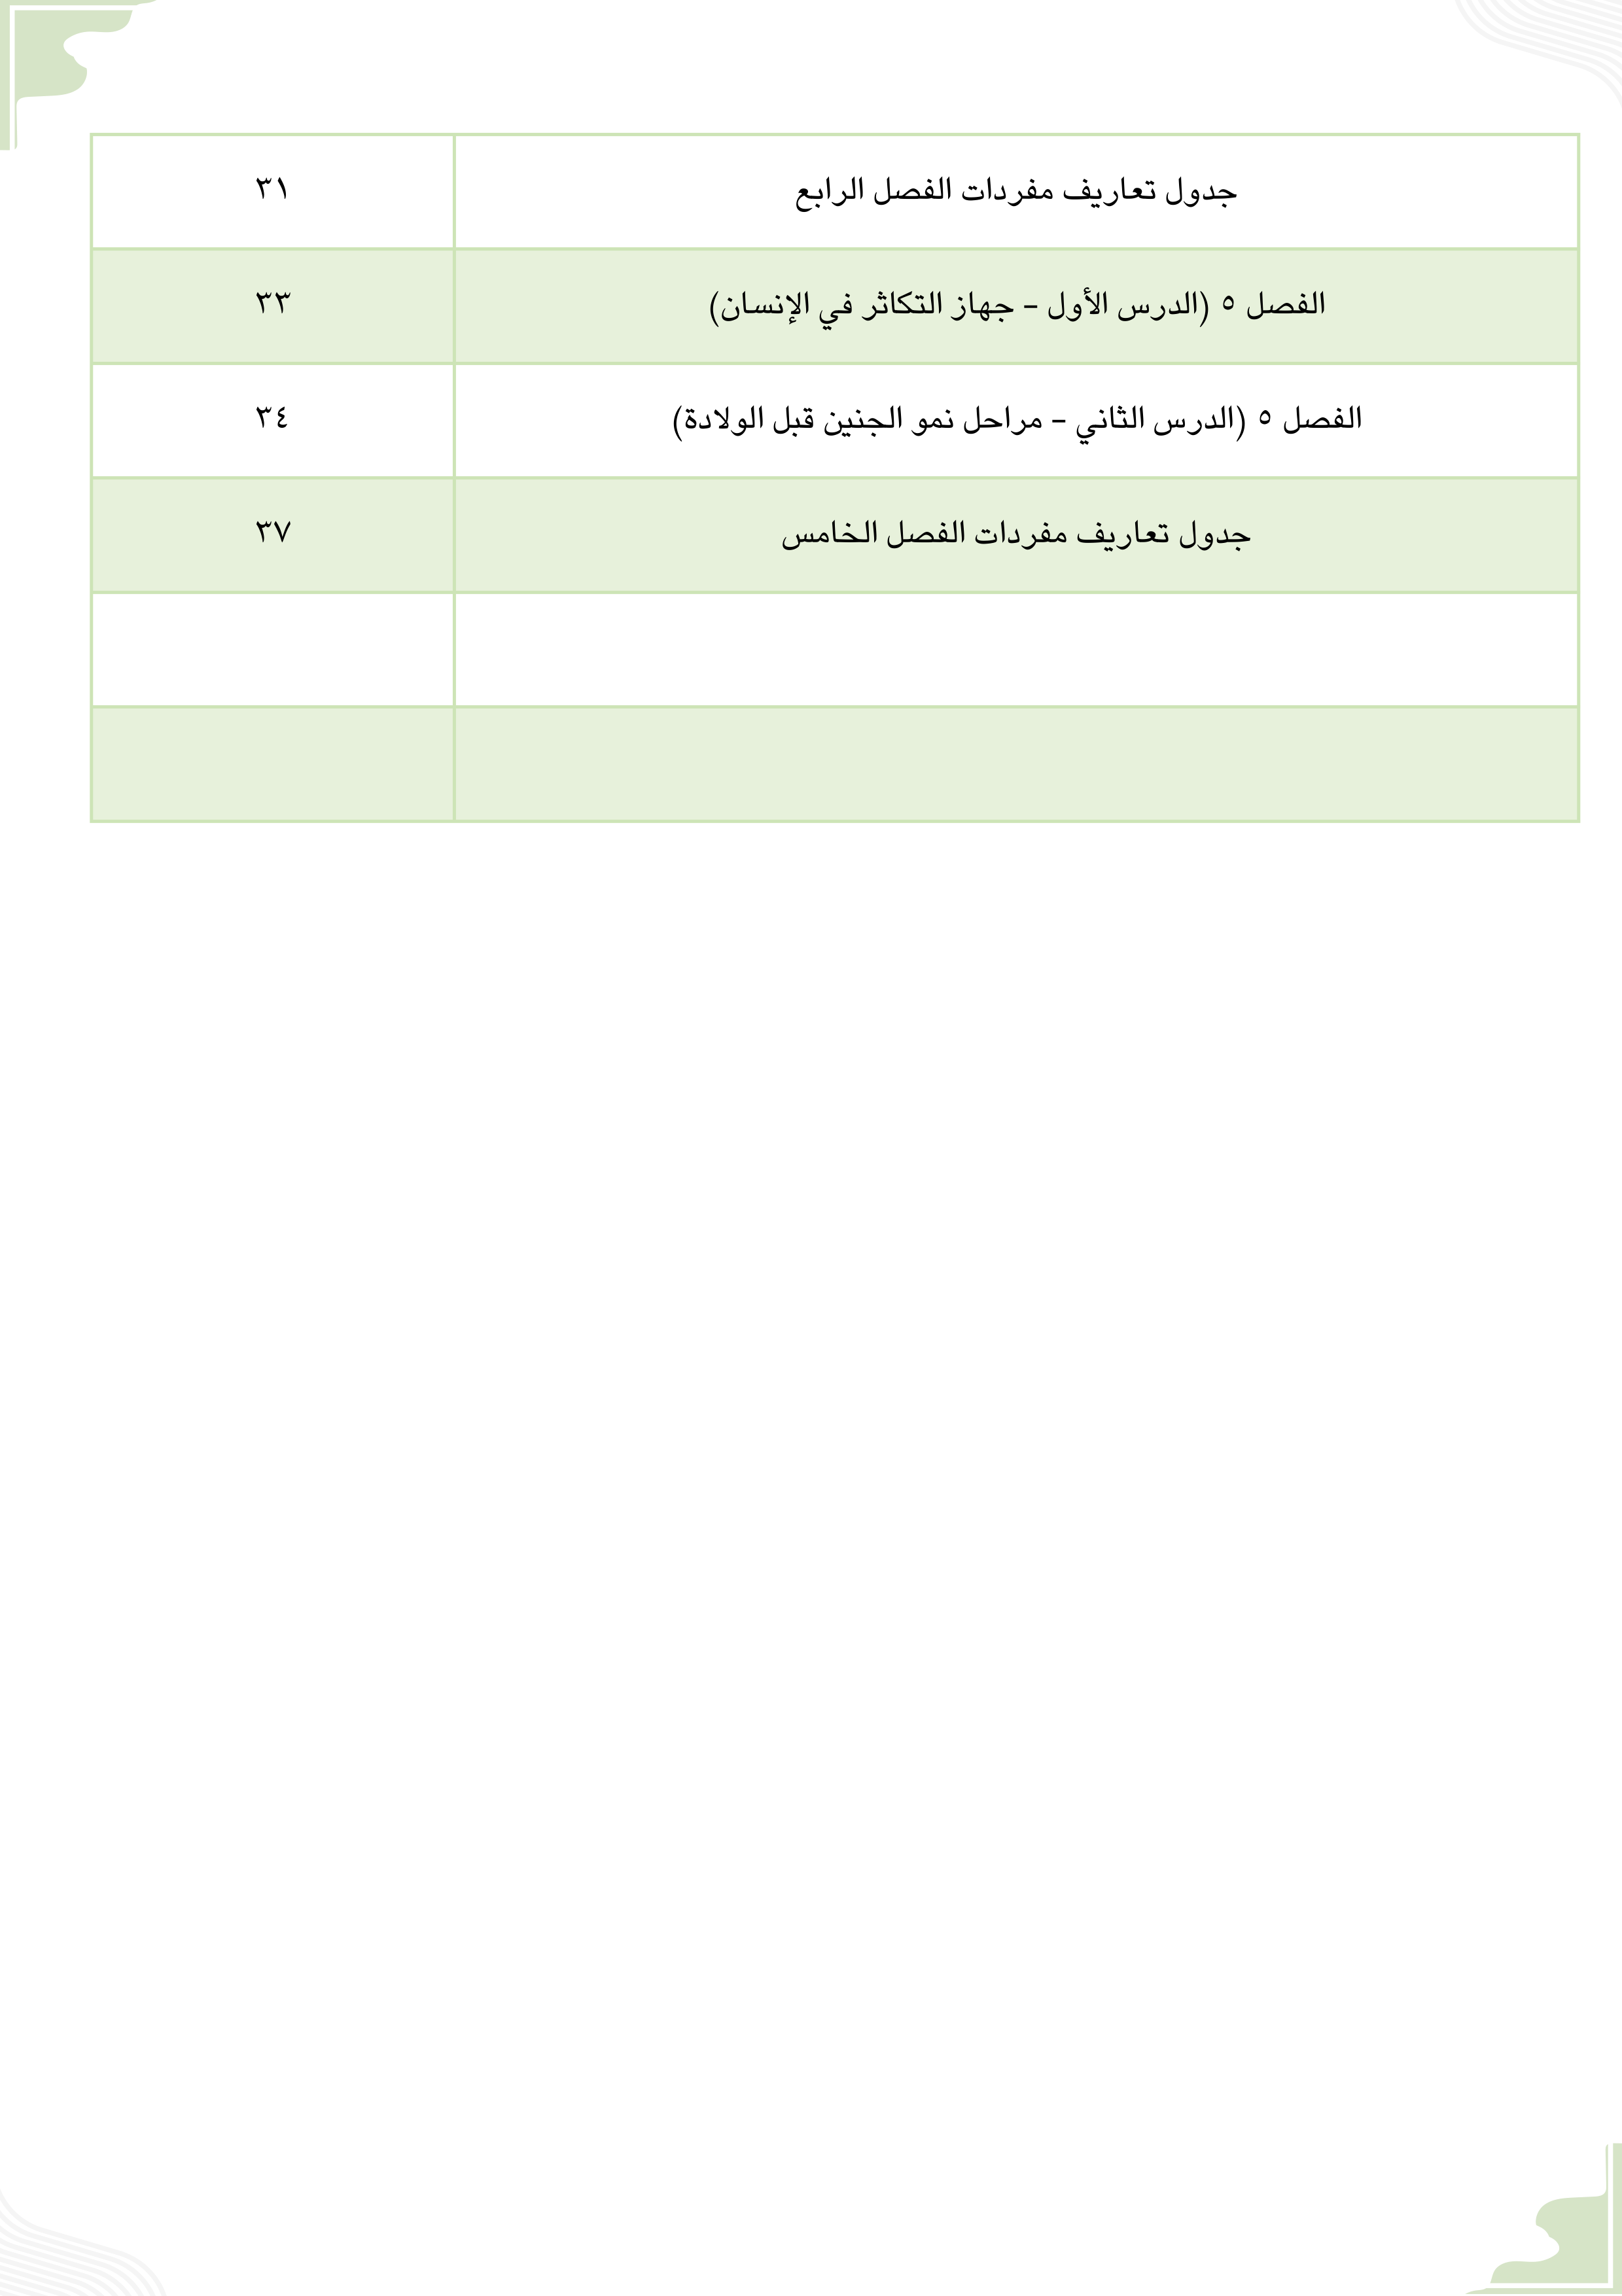 جدول تعاريف مفردات الفصل الرابع ٣١
الفصل ٥ (الدرس الأول – جهاز التكاثر في الإنسان) ٣٣
الفصل ٥ (الدرس الثاني – مراحل نمو الجنين قبل الولادة) ٣٤
جدول تعاريف مفردات الفصل الخامس ٣٧